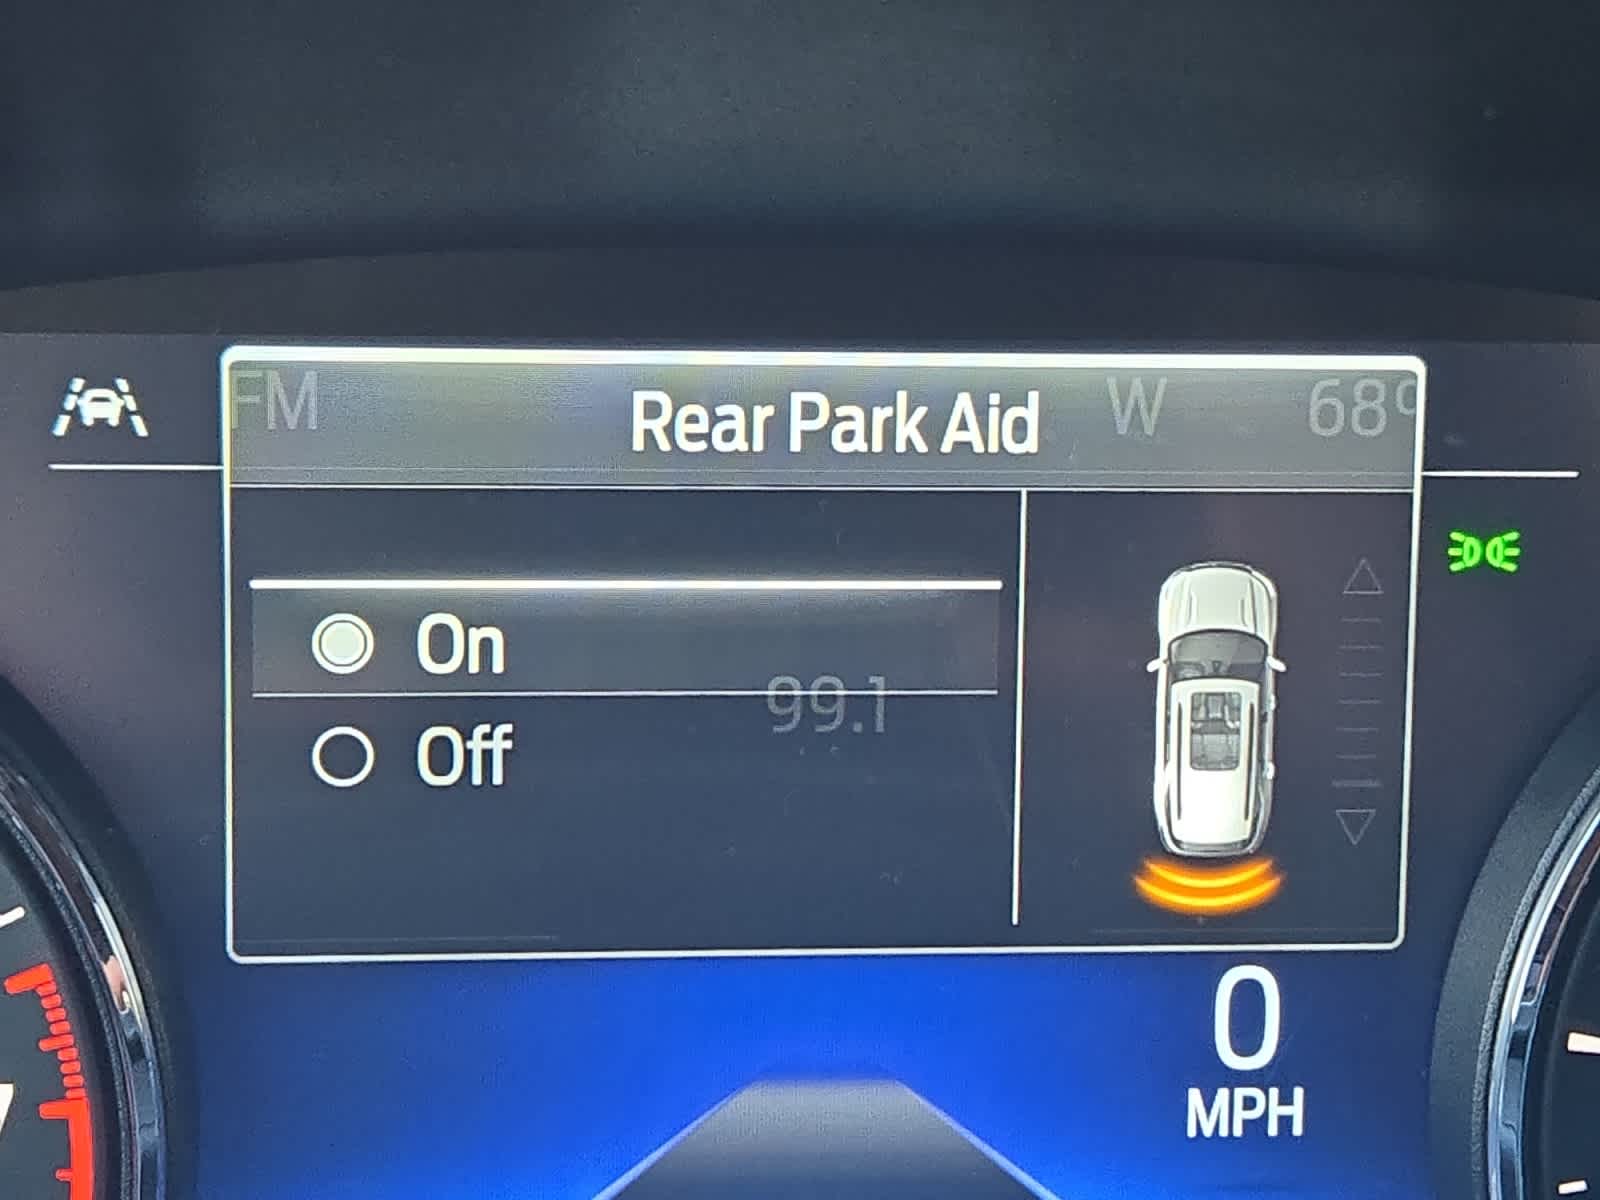 FM
Rear Park Aid
W
68°
On
99.1
Off
0
MPH